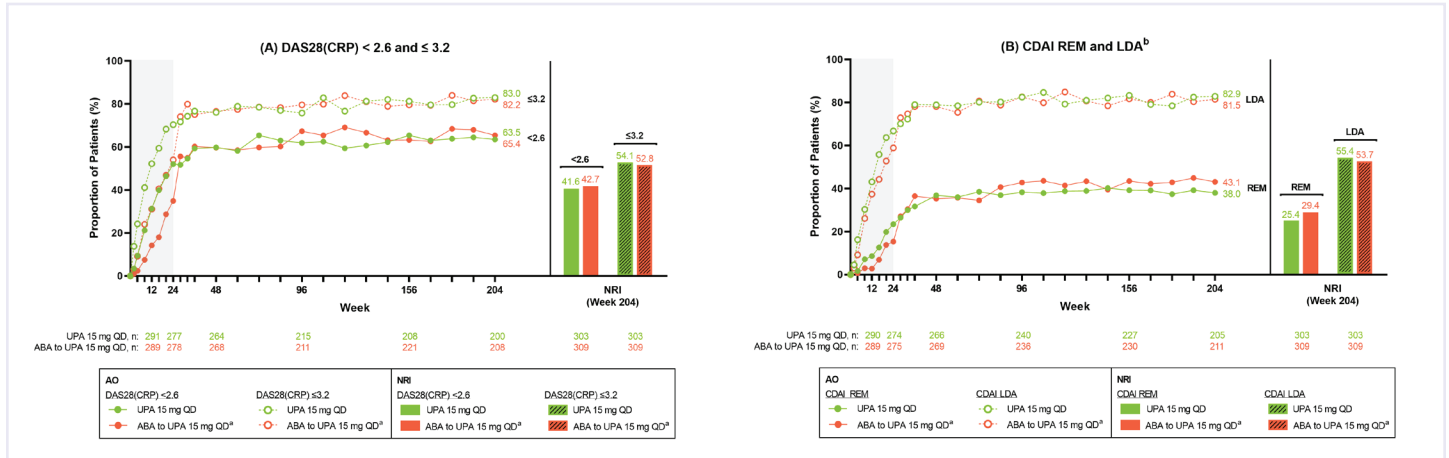 (A) DAS28(CRP) < 2.6 and ≤ 3.2
Proportion of Patients (%)
100
80
60
40
20
0
83.0
82.2
≤3.2
63.5
65.4
<2.6
<2.6
≤3.2
41.6
42.7
54.1
52.8
12 24 48 96 156 204
Week
NRI
(Week 204)
UPA 15 mg QD, n: 291 277 264 215 208 200 303 303
ABA to UPA 15 mg QD, n: 289 278 268 211 221 208 309 309
AO
DAS28(CRP) <2.6 DAS28(CRP) ≤3.2
UPA 15 mg QD UPA 15 mg QD
ABA to UPA 15 mg QDᵃ ABA to UPA 15 mg QDᵃ
NRI
DAS28(CRP) <2.6 DAS28(CRP) ≤3.2
UPA 15 mg QD UPA 15 mg QD
ABA to UPA 15 mg QDᵃ ABA to UPA 15 mg QDᵃ
(B) CDAI REM and LDAᵇ
Proportion of Patients (%)
100
80
60
40
20
0
82.9
81.5
LDA
43.1
38.0
REM
REM
LDA
25.4
29.4
55.4
53.7
12 24 48 96 156 204
Week
NRI
(Week 204)
UPA 15 mg QD, n: 290 274 266 240 227 205 303 303
ABA to UPA 15 mg QD, n: 289 275 269 236 230 211 309 309
AO
CDAI REM CDAI LDA
UPA 15 mg QD UPA 15 mg QD
ABA to UPA 15 mg QDᵃ ABA to UPA 15 mg QDᵃ
NRI
CDAI REM CDAI LDA
UPA 15 mg QD UPA 15 mg QD
ABA to UPA 15 mg QDᵃ ABA to UPA 15 mg QDᵃ